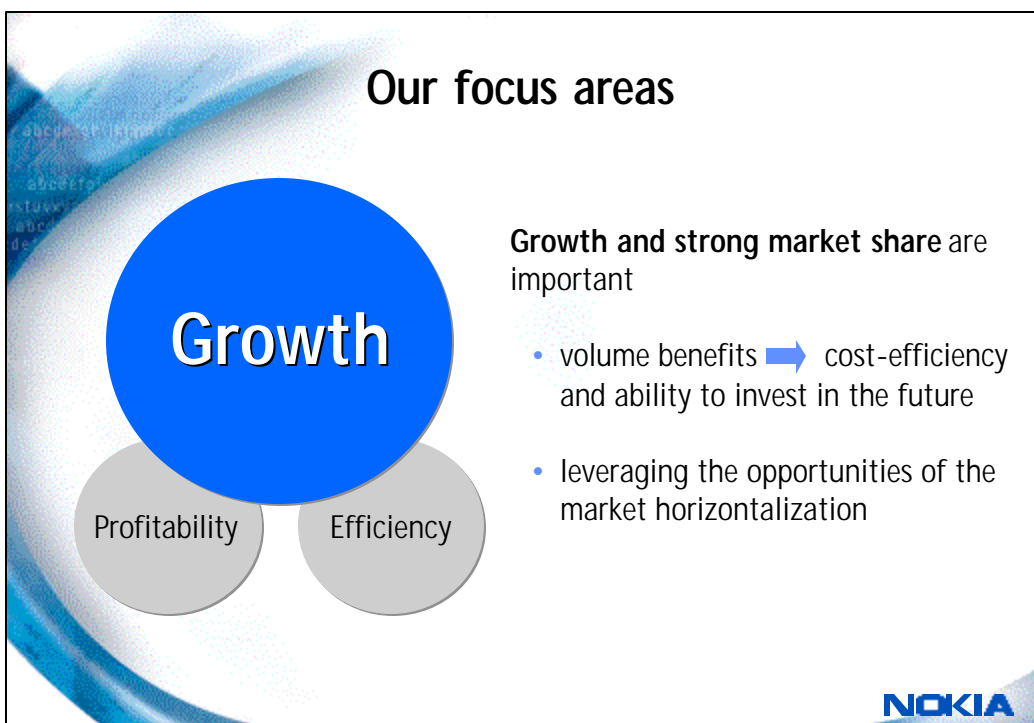 Our focus areas
Growth
Profitability
Efficiency
Growth and strong market share are
important
• volume benefits cost-efficiency
and ability to invest in the future
• leveraging the opportunities of the
market horizontalization
NOKIA